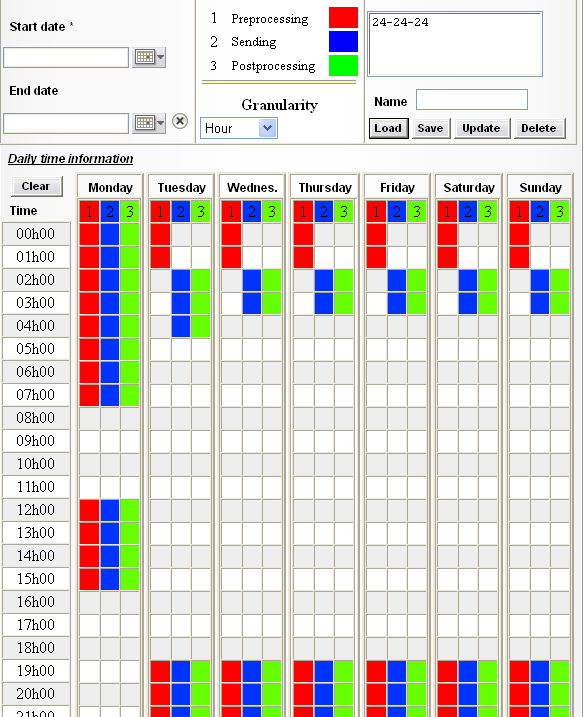 Start date *
End date
1 Preprocessing
2 Sending
3 Postprocessing
Granularity
Hour
24-24-24
Name
Load Save Update Delete
Daily time information
Clear Monday Tuesday Wednes. Thursday Friday Saturday Sunday
Time 1 2 3 1 2 3 1 2 3 1 2 3 1 2 3 1 2 3 1 2 3
00h00
01h00
02h00
03h00
04h00
05h00
06h00
07h00
08h00
09h00
10h00
11h00
12h00
13h00
14h00
15h00
16h00
17h00
18h00
19h00
20h00
21h00